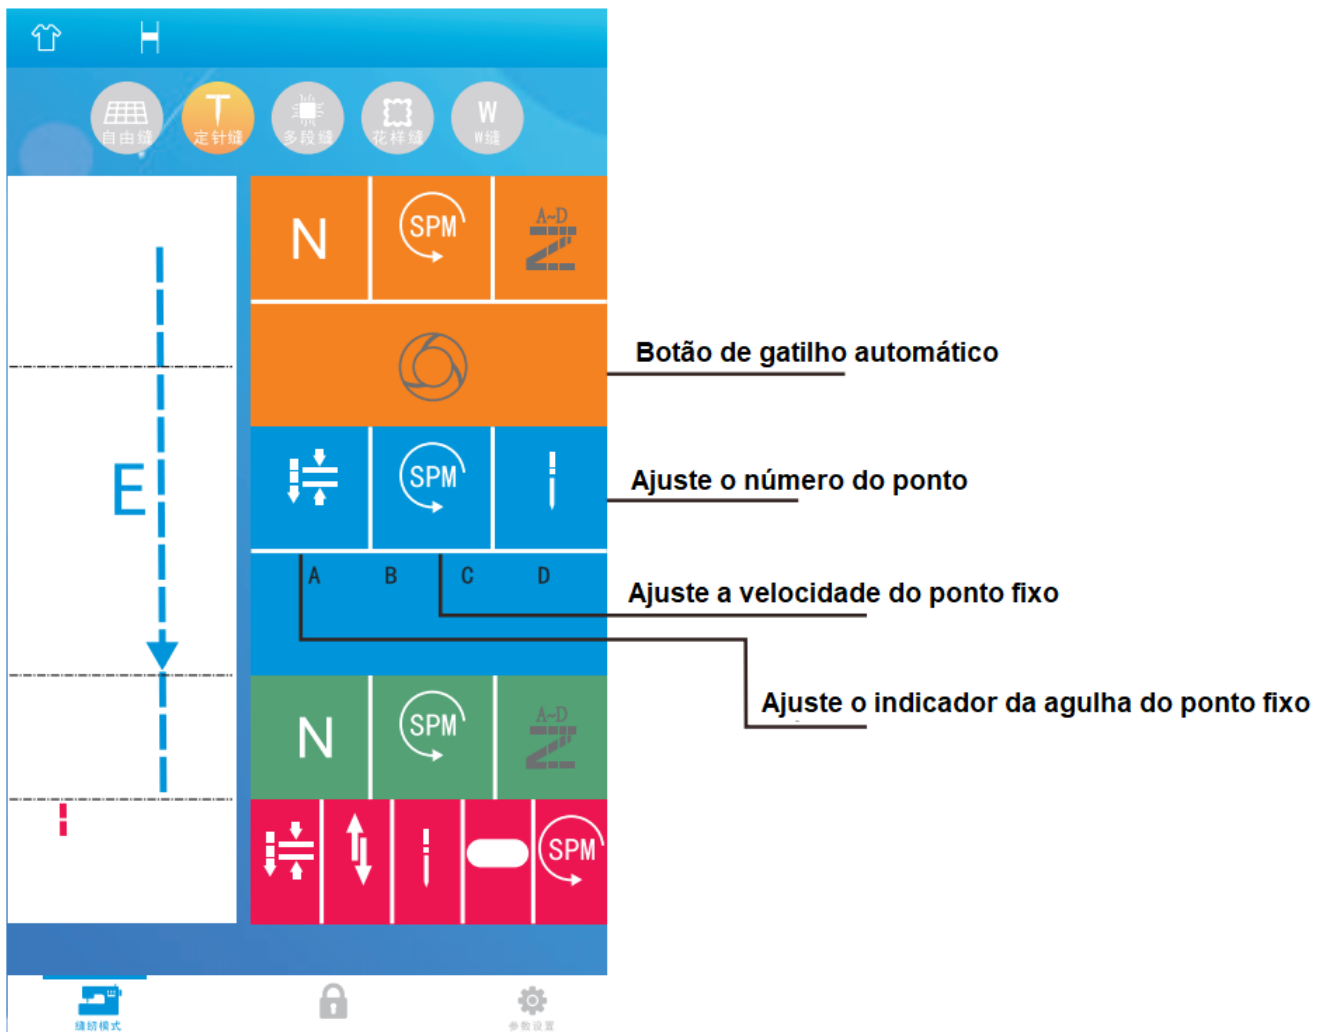 自由缝
定针缝
多段缝
花样缝
W
W缝
N
SPM
A~D
Botão de gatilho automático
E
SPM
Ajuste o número do ponto
A B C D
Ajuste a velocidade do ponto fixo
Ajuste o indicador da agulha do ponto fixo
N
SPM
A~D
SPM
缝纫模式
参数设置